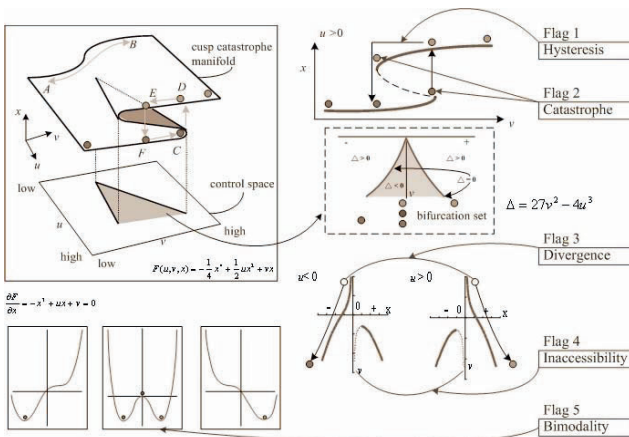 cusp catastrophe
manifold
A
B
E
D
F
C
x
v
u
low
u
high
low
v
high
control space
F(u,v,x) = −1/4 x⁴ + 1/2 ux² + vx
∂F/∂x = −x³ + ux + v = 0
u >0
x
v
Flag 1
Hysteresis
Flag 2
Catastrophe
- +
△ > 0 △ > 0
v
△ = 0
△ < 0
bifurcation set
Δ = 27v² − 4u³
Flag 3
Divergence
u<0 u > 0
- + x - + x
v
Flag 4
Inaccessibility
Flag 5
Bimodality